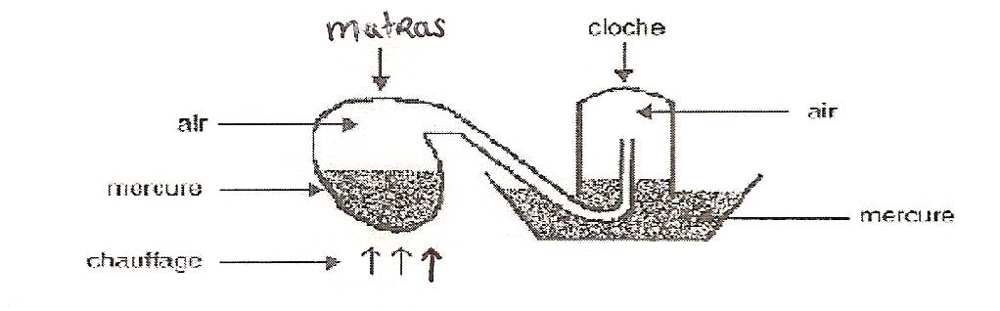 matRas
cloche
air
air
mercure
mercure
chauffage